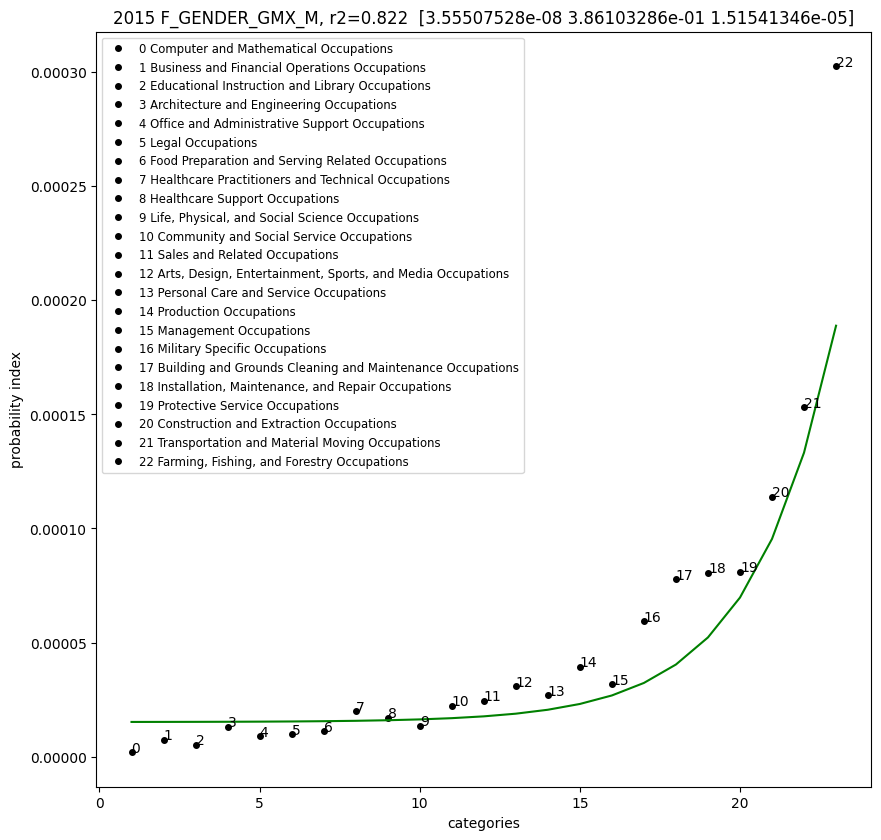 2015 F_GENDER_GMX_M, r2=0.822  [3.55507528e-08 3.86103286e-01 1.51541346e-05]
0 Computer and Mathematical Occupations
1 Business and Financial Operations Occupations
2 Educational Instruction and Library Occupations
3 Architecture and Engineering Occupations
4 Office and Administrative Support Occupations
5 Legal Occupations
6 Food Preparation and Serving Related Occupations
7 Healthcare Practitioners and Technical Occupations
8 Healthcare Support Occupations
9 Life, Physical, and Social Science Occupations
10 Community and Social Service Occupations
11 Sales and Related Occupations
12 Arts, Design, Entertainment, Sports, and Media Occupations
13 Personal Care and Service Occupations
14 Production Occupations
15 Management Occupations
16 Military Specific Occupations
17 Building and Grounds Cleaning and Maintenance Occupations
18 Installation, Maintenance, and Repair Occupations
19 Protective Service Occupations
20 Construction and Extraction Occupations
21 Transportation and Material Moving Occupations
22 Farming, Fishing, and Forestry Occupations
probability index
0.00030
0.00025
0.00020
0.00015
0.00010
0.00005
0.00000
0
1
2
3
4
5
6
7
8
9
10
11
12
13
14
15
16
17
18
19
20
21
22
0
5
10
15
20
categories